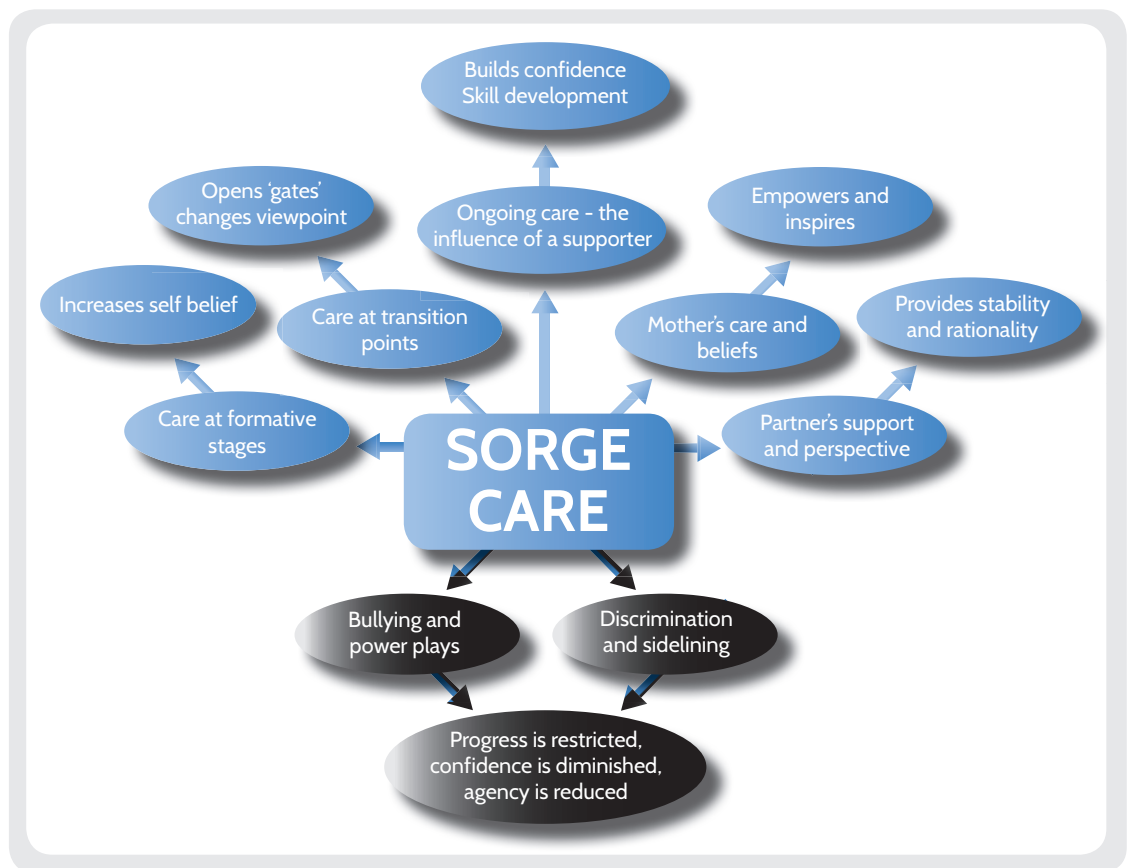 Builds confidence
Skill development
Opens ‘gates’
changes viewpoint
Ongoing care - the
influence of a supporter
Empowers and
inspires
Increases self belief
Care at transition
points
Mother’s care and
beliefs
Provides stability
and rationality
Care at formative
stages
Partner’s support
and perspective
SORGE
CARE
Bullying and
power plays
Discrimination
and sidelining
Progress is restricted,
confidence is diminished,
agency is reduced